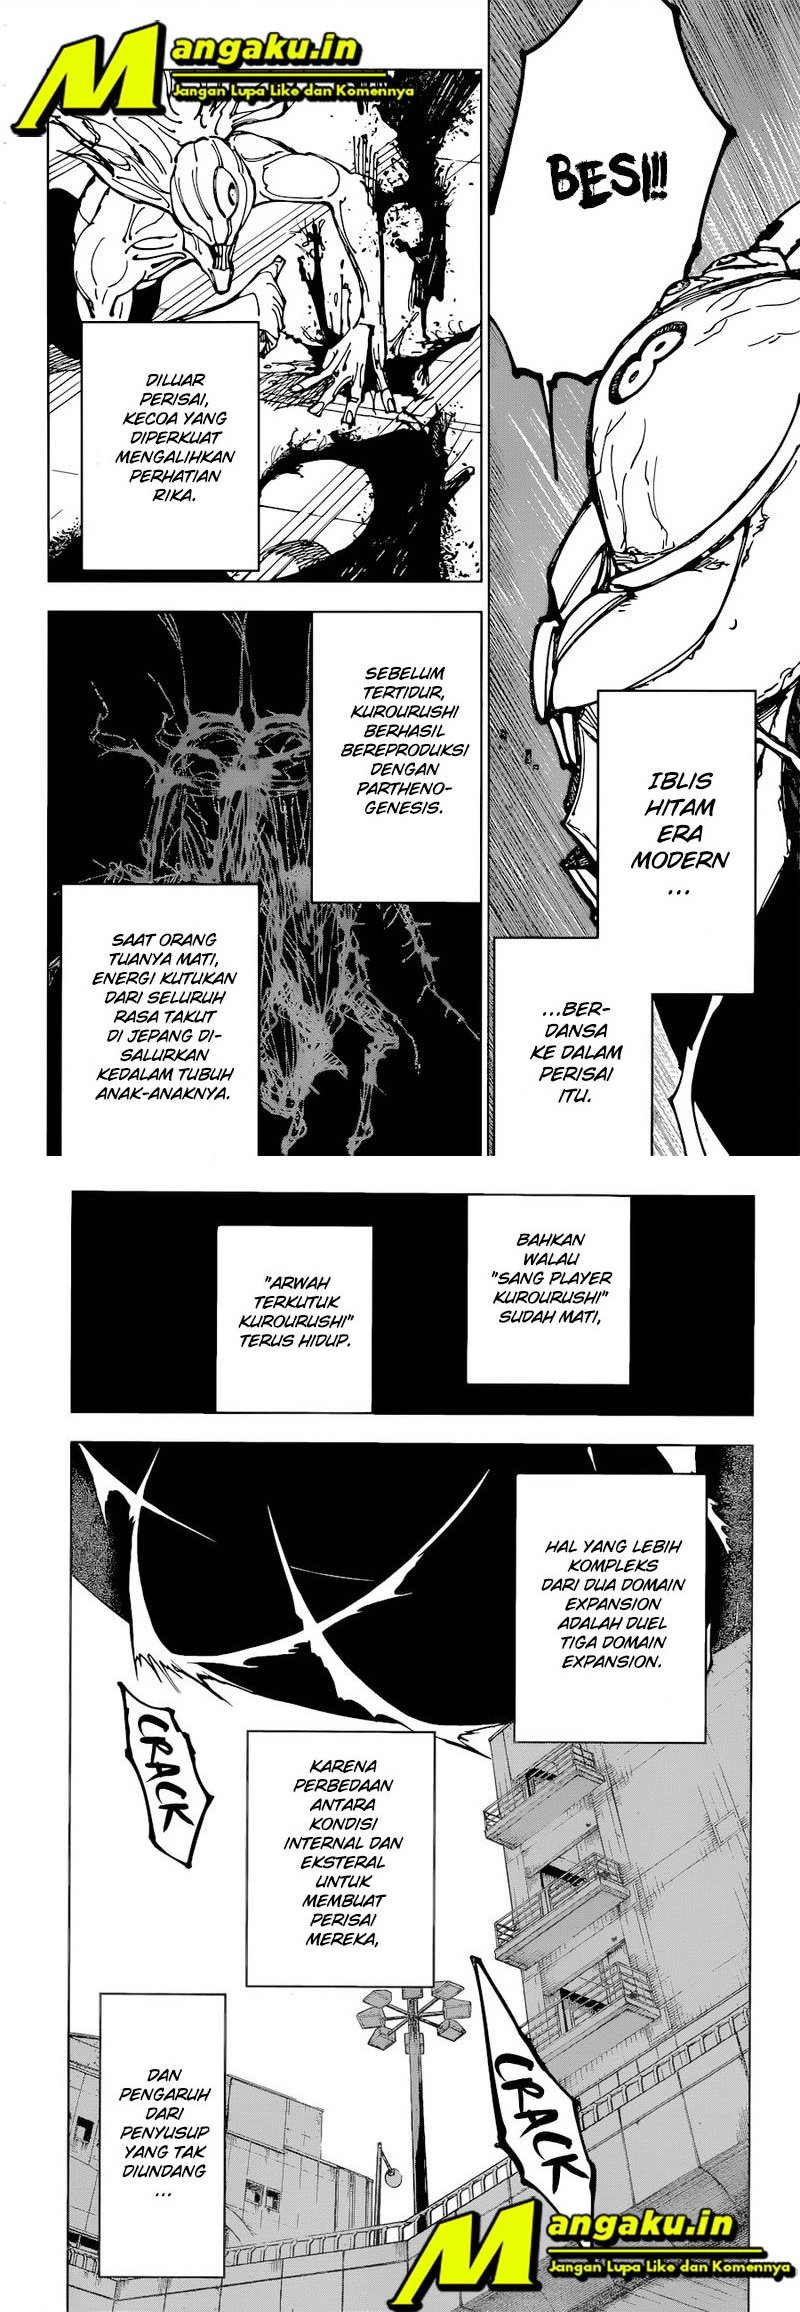 Mangaku.in
Jangan Lupa Like dan Komennya
BESI!!!
DILUAR
PERISAI,
KECOA YANG
DIPERKUAT
MENGALIHKAN
PERHATIAN
RIKA.
8
SEBELUM
TERTIDUR,
KUROURUSHI
BERHASIL
BEREPRODUKSI
DENGAN
PARTHENO-
GENESIS.
SAAT ORANG
TUANYA MATI,
ENERGI KUTUKAN
DARI SELURUH
RASA TAKUT
DI JEPANG DI-
SALURKAN
KEDALAM TUBUH
ANAK-ANAKNYA.
IBLIS
HITAM
ERA
MODERN
...
...BER-
DANSA
KE DALAM
PERISAI
ITU.
BAHKAN
WALAU
"SANG PLAYER
KUROURUSHI"
SUDAH MATI,
"ARWAH
TERKUTUK
KUROURUSHI"
TERUS HIDUP.
HAL YANG LEBIH
KOMPLEKS
DARI DUA DOMAIN
EXPANSION
ADALAH DUEL
TIGA DOMAIN
EXPANSION.
CRACK
KARENA
PERBEDAAN
ANTARA
KONDISI
INTERNAL DAN
EKSTERAL
UNTUK
MEMBUAT
PERISAI
MEREKA,
CRACK
DAN
PENGARUH
DARI
PENYUSUP
YANG TAK
DIUNDANG
...
Mangaku.in
Jangan Lupa Like dan Komennya